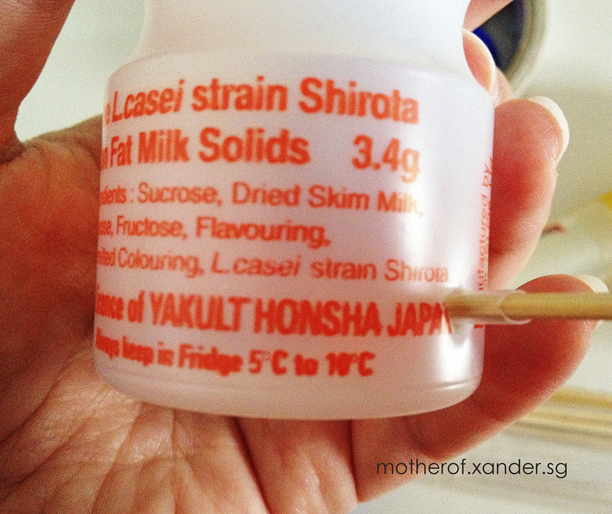 L.casei strain Shirota
Fat Milk Solids 3.4g
: Sucrose, Dried Skim Milk,
Fructose, Flavouring,
Colouring, L.casei strain Shirota
of YAKULT HONSHA JAPA
keep in Fridge 5°C to 10°C
motherof.xander.sg